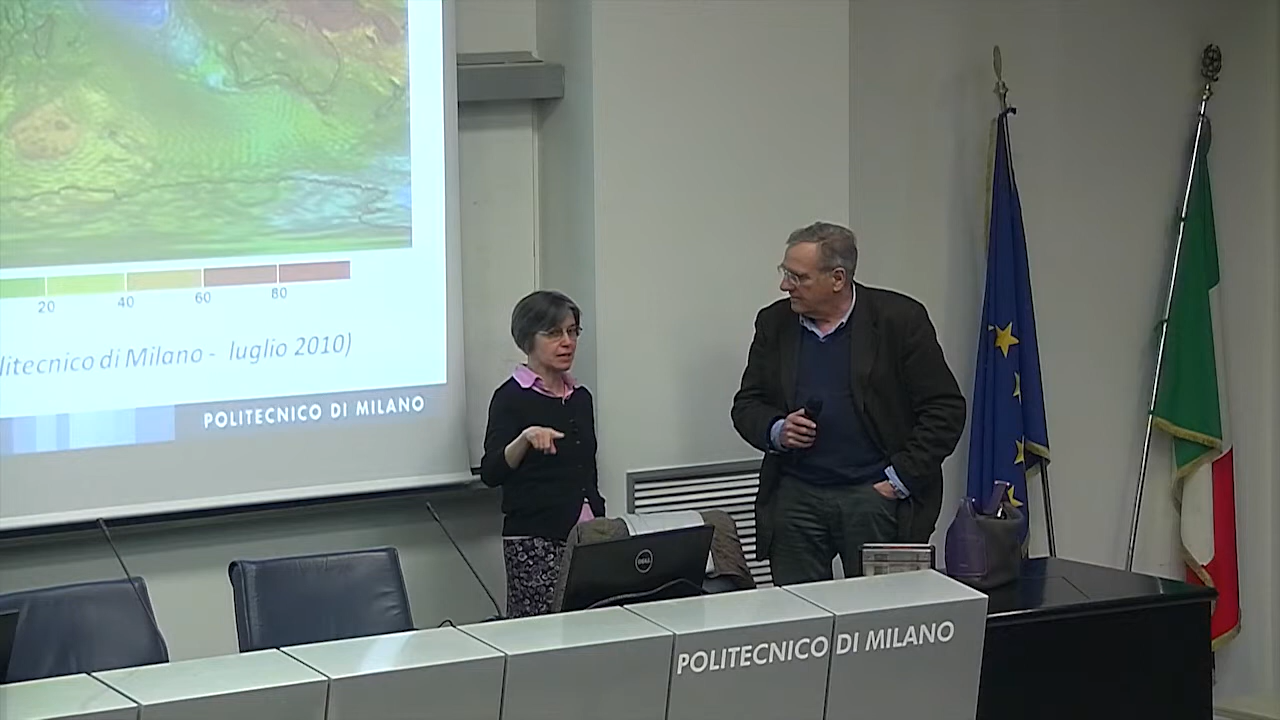 20 40 60 80
litecnico di Milano - luglio 2010)
POLITECNICO DI MILANO
DELL
POLITECNICO DI MILANO